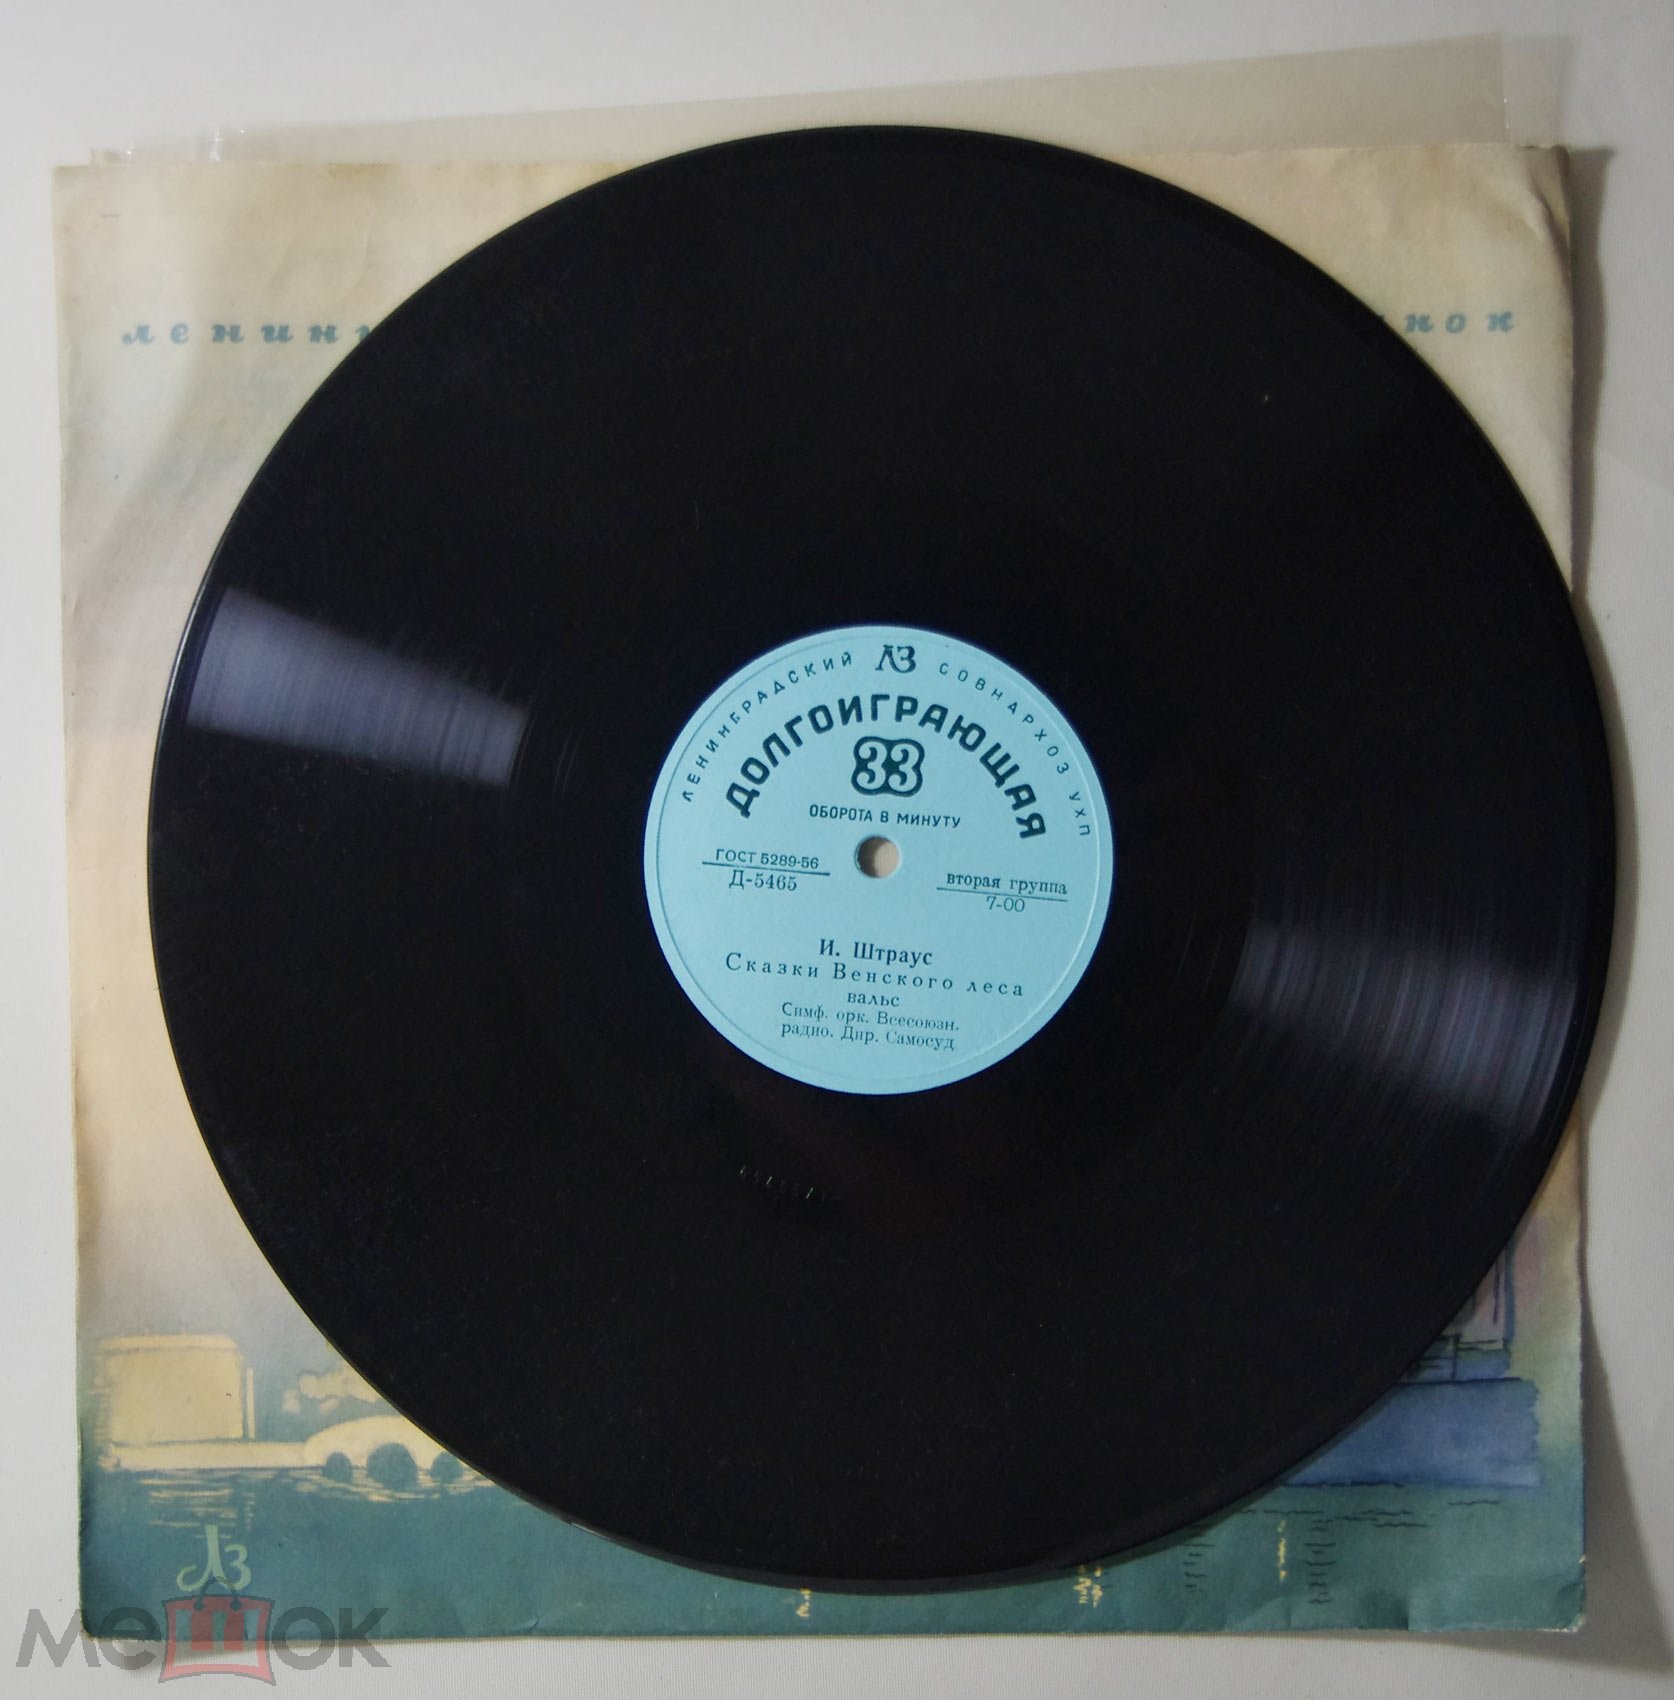 ЛЕНИНГРАДСКИЙ ЛЗ СОВНАРХОЗ УХП
ДОЛГОИГРАЮЩАЯ
33
ОБОРОТА В МИНУТУ
ГОСТ 5289-56
Д-5465
вторая группа
7-00
И. Штраус
Сказки Венского леса
вальс
Симф. орк. Всесоюзн.
радио. Дир. Самосуд
ЛЗ
мешок